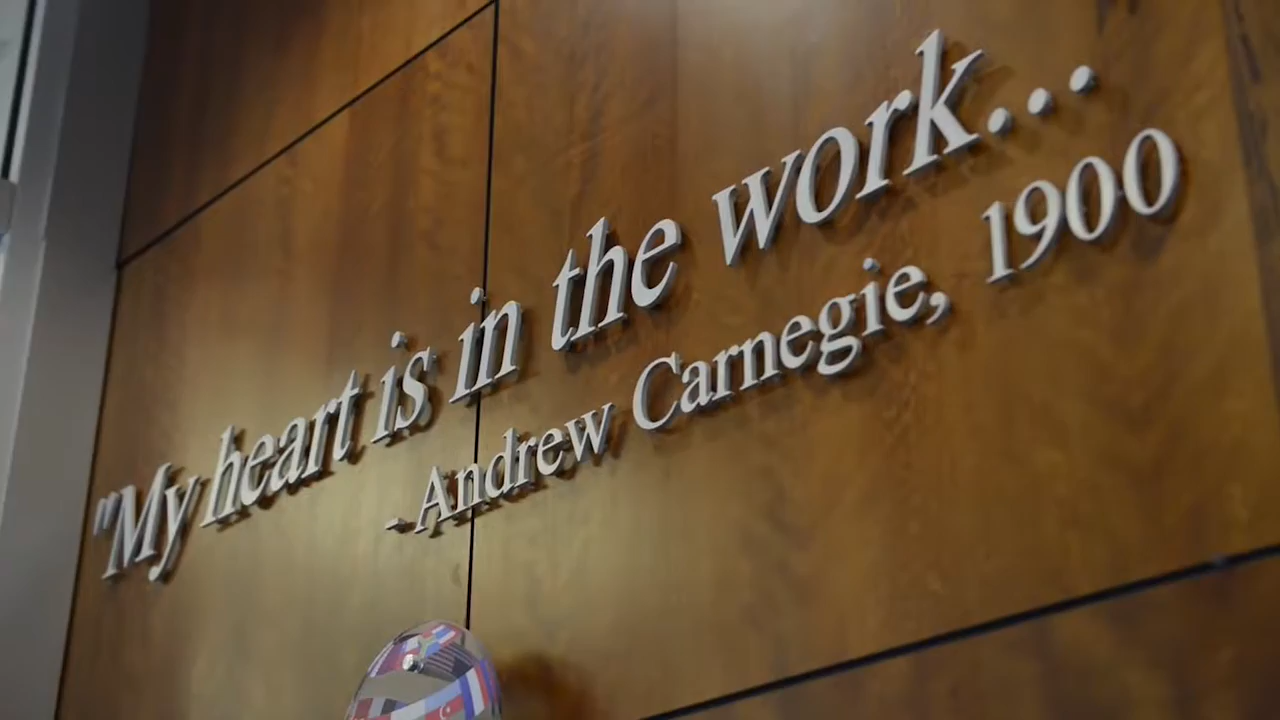 "My heart is in the work...
- Andrew Carnegie, 1900